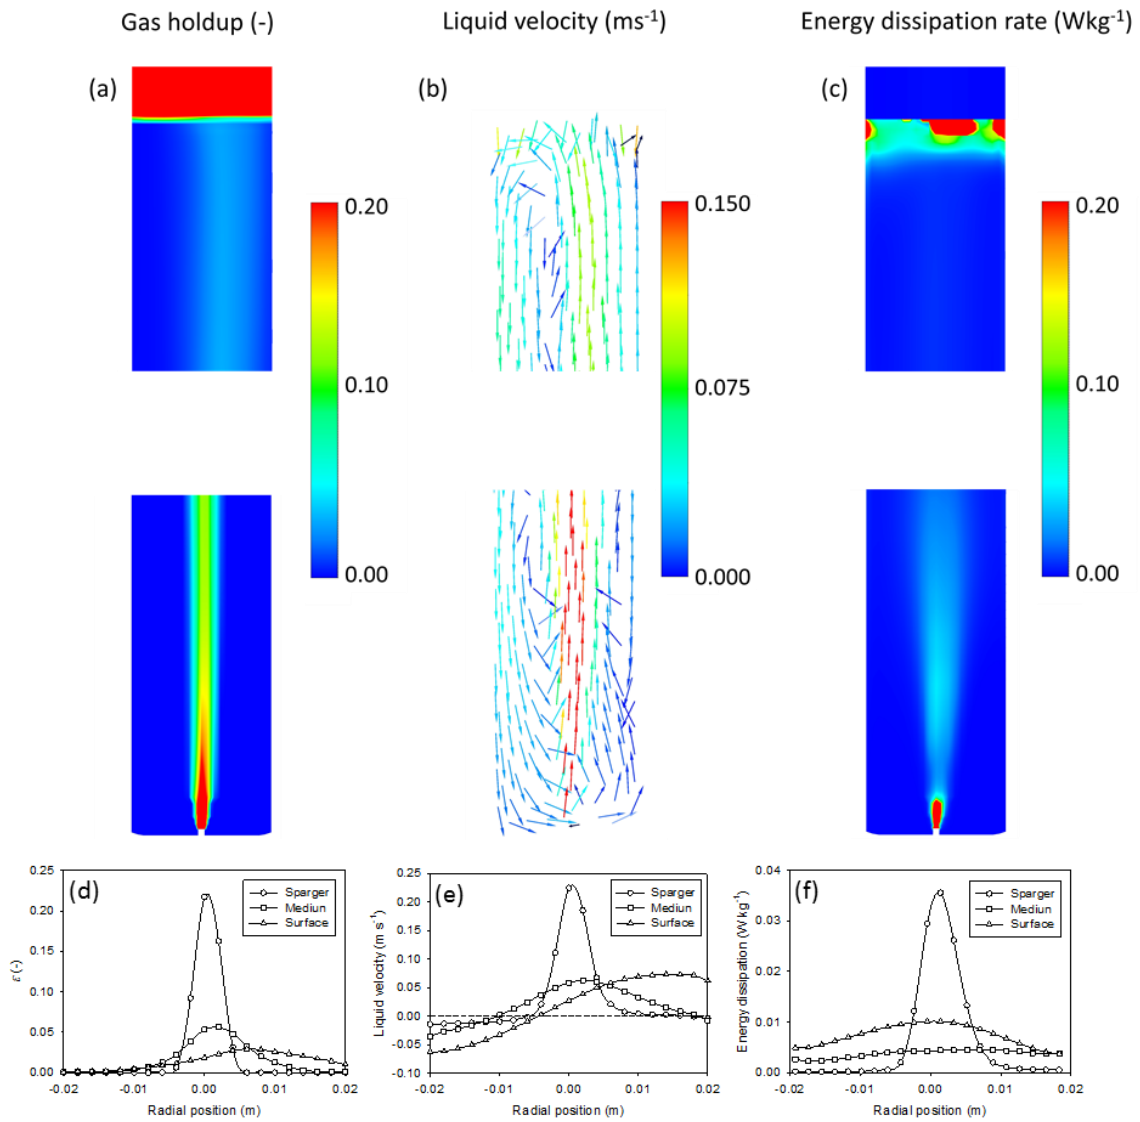 Gas holdup (-)
Liquid velocity (ms-1)
Energy dissipation rate (Wkg-1)
(a)
(b)
(c)
0.20
0.10
0.00
0.150
0.075
0.000
0.20
0.10
0.00
(d)
Sparger
Mediun
Surface
0.25
0.20
0.15
0.10
0.05
0.00
ε (-)
-0.02
-0.01
0.00
0.01
0.02
Radial position (m)
(e)
Sparger
Mediun
Surface
0.25
0.20
0.15
0.10
0.05
0.00
-0.05
-0.10
Liquid velocity (m s-1)
-0.02
-0.01
0.00
0.01
0.02
Radial position (m)
(f)
Sparger
Mediun
Surface
0.04
0.03
0.02
0.01
0.00
Energy dissipation (W kg-1)
-0.02
-0.01
0.00
0.01
0.02
Radial position (m)